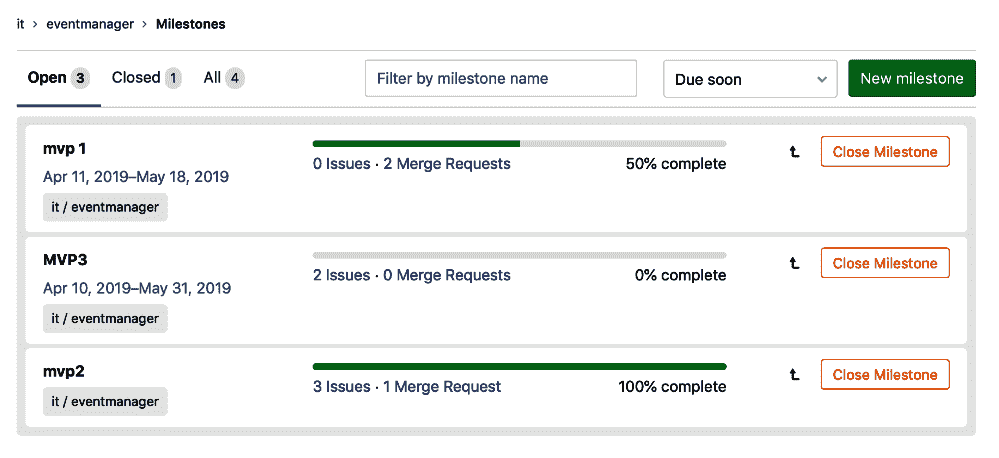 it › eventmanager › Milestones
Open 3 Closed 1 All 4 Filter by milestone name Due soon New milestone
mvp 1
Apr 11, 2019–May 18, 2019
it / eventmanager
0 Issues · 2 Merge Requests 50% complete
Close Milestone
MVP3
Apr 10, 2019–May 31, 2019
it / eventmanager
2 Issues · 0 Merge Requests 0% complete
Close Milestone
mvp2
it / eventmanager
3 Issues · 1 Merge Request 100% complete
Close Milestone